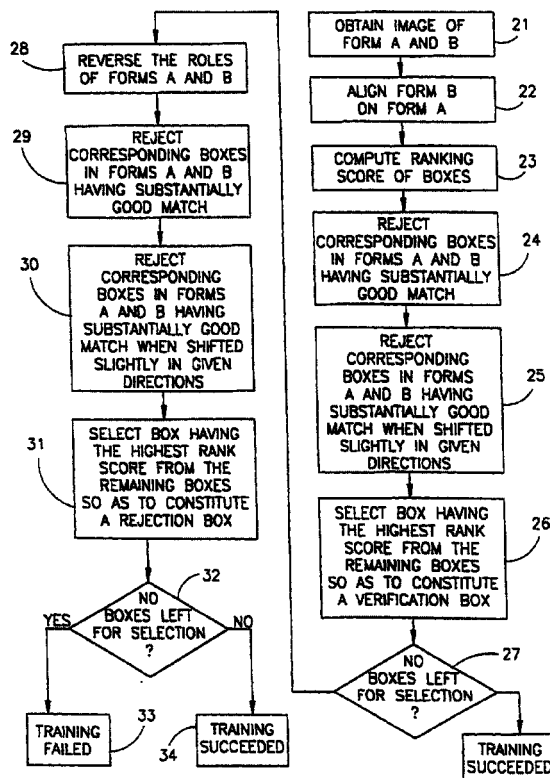 21
OBTAIN IMAGE OF
FORM A AND B
22
ALIGN FORM B
ON FORM A
23
COMPUTE RANKING
SCORE OF BOXES
24
REJECT
CORRESPONDING BOXES
IN FORMS A AND B
HAVING SUBSTANTIALLY
GOOD MATCH
25
REJECT
CORRESPONDING
BOXES IN FORMS
A AND B HAVING
SUBSTANTIALLY GOOD
MATCH WHEN SHIFTED
SLIGHTLY IN GIVEN
DIRECTIONS
26
SELECT BOX HAVING
THE HIGHEST RANK
SCORE FROM THE
REMAINING BOXES
SO AS TO CONSTITUTE
A VERIFICATION BOX
27
NO
BOXES LEFT
FOR SELECTION
?
TRAINING
SUCCEEDED
28
REVERSE THE ROLES
OF FORMS A AND B
29
REJECT
CORRESPONDING BOXES
IN FORMS A AND B
HAVING SUBSTANTIALLY
GOOD MATCH
30
REJECT
CORRESPONDING
BOXES IN FORMS
A AND B HAVING
SUBSTANTIALLY GOOD
MATCH WHEN SHIFTED
SLIGHTLY IN GIVEN
DIRECTIONS
31
SELECT BOX HAVING
THE HIGHEST RANK
SCORE FROM THE
REMAINING BOXES
SO AS TO CONSTITUTE
A REJECTION BOX
32
NO
BOXES LEFT
FOR SELECTION
?
YES
NO
TRAINING
FAILED
33
34
TRAINING
SUCCEEDED